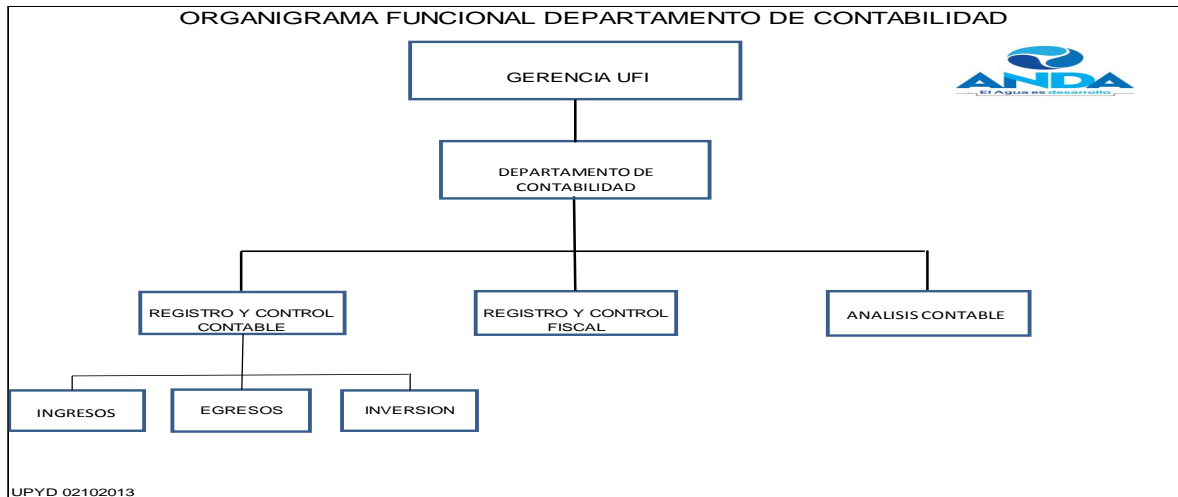 ORGANIGRAMA FUNCIONAL DEPARTAMENTO DE CONTABILIDAD
GERENCIA UFI
ANDA
El Agua es desarrollo
DEPARTAMENTO DE
CONTABILIDAD
REGISTRO Y CONTROL
CONTABLE
REGISTRO Y CONTROL
FISCAL
ANALISIS CONTABLE
INGRESOS
EGRESOS
INVERSION
UPYD 02102013